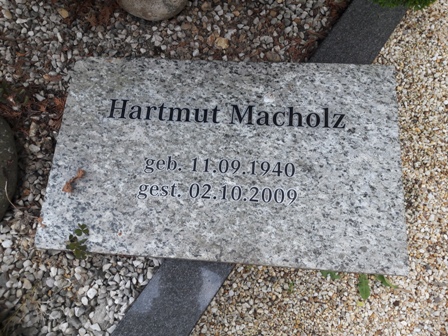 Hartmut Macholz
geb. 11.09.1940
gest. 02.10.2009